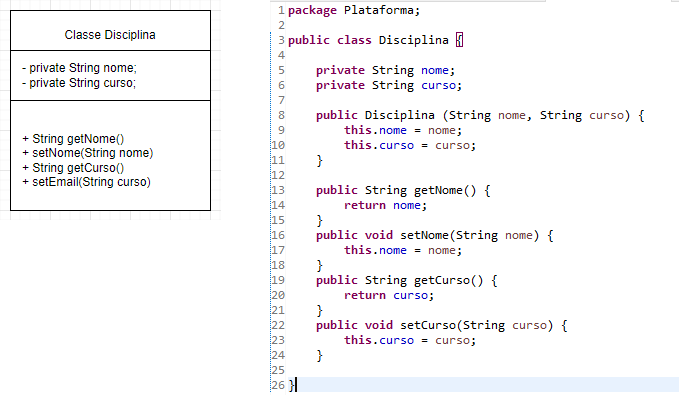 Classe Disciplina
- private String nome;
- private String curso;
+ String getNome()
+ setNome(String nome)
+ String getCurso()
+ setEmail(String curso)
1 package Plataforma;
2
3 public class Disciplina {
4
5 private String nome;
6 private String curso;
7
8 public Disciplina (String nome, String curso) {
9 this.nome = nome;
10 this.curso = curso;
11 }
12
13 public String getNome() {
14 return nome;
15 }
16 public void setNome(String nome) {
17 this.nome = nome;
18 }
19 public String getCurso() {
20 return curso;
21 }
22 public void setCurso(String curso) {
23 this.curso = curso;
24 }
25
26 }